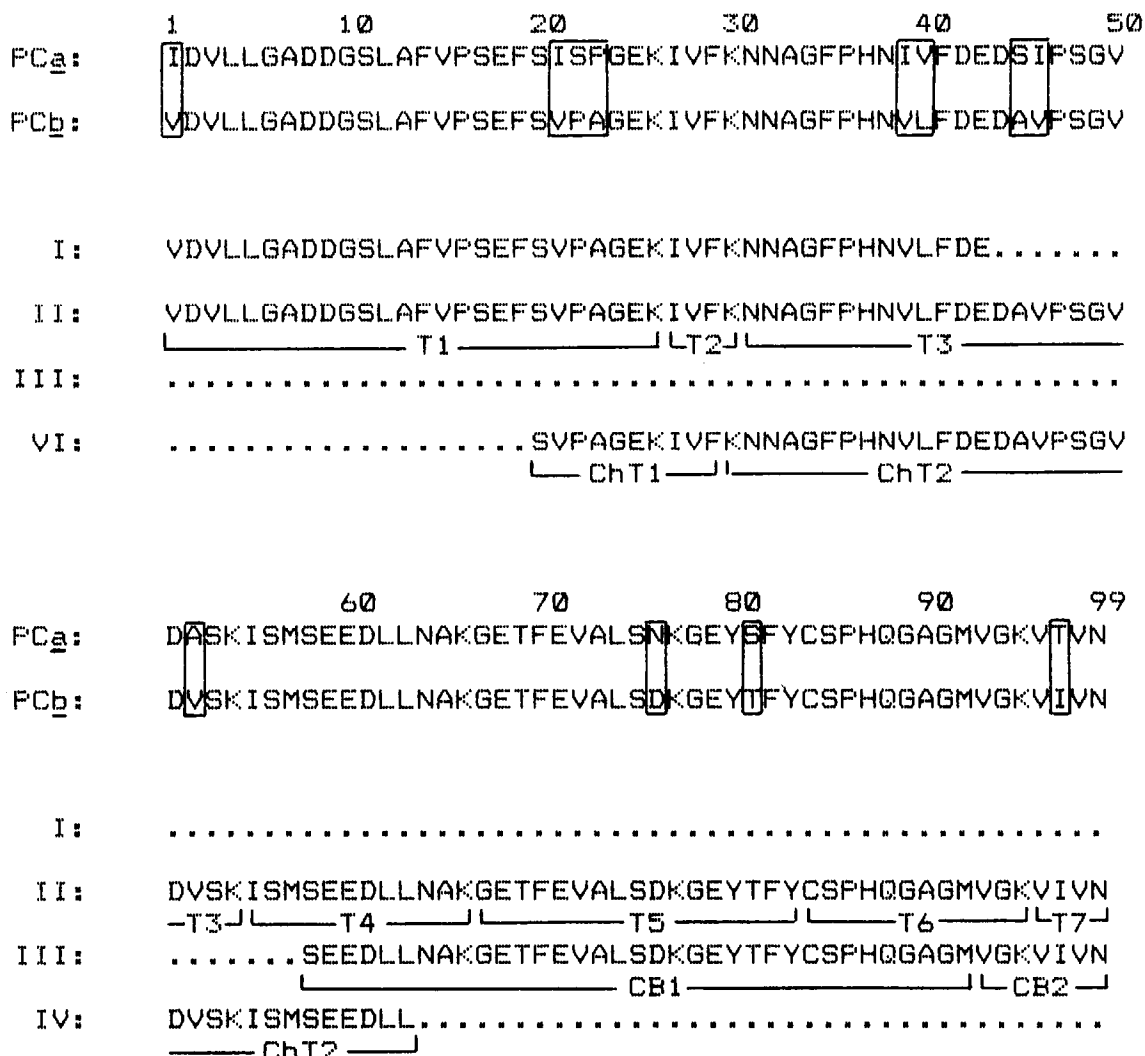 1 10 20 30 40 50
PCa: IDVLLGADDGSLAFVPSEFSISPGEKIVFKNNAGFPHNIVFDEDSIPSGV
PCb: VDVLLGADDGSLAFVPSEFSVPAGEKIVFKNNAGFPHNVLFDEDAVPSGV
I: VDVLLGADDGSLAFVPSEFSVPAGEKIVFKNNAGFPHNVLFDE.......
II: VDVLLGADDGSLAFVPSEFSVPAGEKIVFKNNAGFPHNVLFDEDAVPSGV
T1 T2 T3
III: ..................................................
VI: ...................SVPAGEKIVFKNNAGFPHNVLFDEDAVPSGV
ChT1 ChT2
60 70 80 90 99
PCa: DASKISMSEEDLLNAKGETFEVALSNKGEYSFYCSPHQGAGMVGKVTVN
PCb: DVSKISMSEEDLLNAKGETFEVALSDKGEYTFYCSPHQGAGMVGKVIVN
I: .................................................
II: DVSKISMSEEDLLNAKGETFEVALSDKGEYTFYCSPHQGAGMVGKVIVN
T3 T4 T5 T6 T7
III: .......SEEDLLNAKGETFEVALSDKGEYTFYCSPHQGAGMVGKVIVN
CB1 CB2
IV: DVSKISMSEEDLL....................................
ChT2